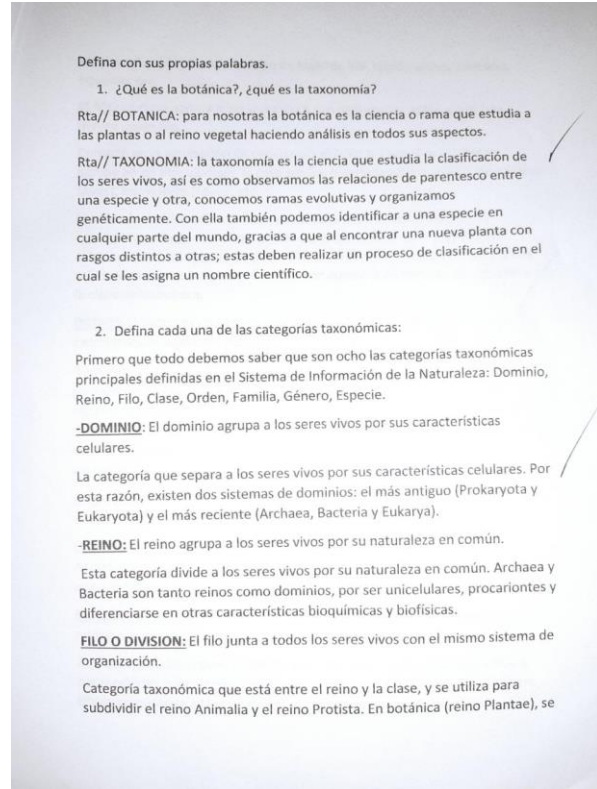 Defina con sus propias palabras.
1. ¿Qué es la botánica?, ¿qué es la taxonomía?
Rta// BOTANICA: para nosotras la botánica es la ciencia o rama que estudia a
las plantas o al reino vegetal haciendo análisis en todos sus aspectos.
Rta// TAXONOMIA: la taxonomía es la ciencia que estudia la clasificación de
los seres vivos, así es como observamos las relaciones de parentesco entre
una especie y otra, conocemos ramas evolutivas y organizamos
genéticamente. Con ella también podemos identificar a una especie en
cualquier parte del mundo, gracias a que al encontrar una nueva planta con
rasgos distintos a otras; estas deben realizar un proceso de clasificación en el
cual se les asigna un nombre científico.
2. Defina cada una de las categorías taxonómicas:
Primero que todo debemos saber que son ocho las categorías taxonómicas
principales definidas en el Sistema de Información de la Naturaleza: Dominio,
Reino, Filo, Clase, Orden, Familia, Género, Especie.
-DOMINIO: El dominio agrupa a los seres vivos por sus características
celulares.
La categoría que separa a los seres vivos por sus características celulares. Por
esta razón, existen dos sistemas de dominios: el más antiguo (Prokaryota y
Eukaryota) y el más reciente (Archaea, Bacteria y Eukarya).
-REINO: El reino agrupa a los seres vivos por su naturaleza en común.
Esta categoría divide a los seres vivos por su naturaleza en común. Archaea y
Bacteria son tanto reinos como dominios, por ser unicelulares, procariontes y
diferenciarse en otras características bioquímicas y biofísicas.
FILO O DIVISION: El filo junta a todos los seres vivos con el mismo sistema de
organización.
Categoría taxonómica que está entre el reino y la clase, y se utiliza para
subdividir el reino Animalia y el reino Protista. En botánica (reino Plantae), se